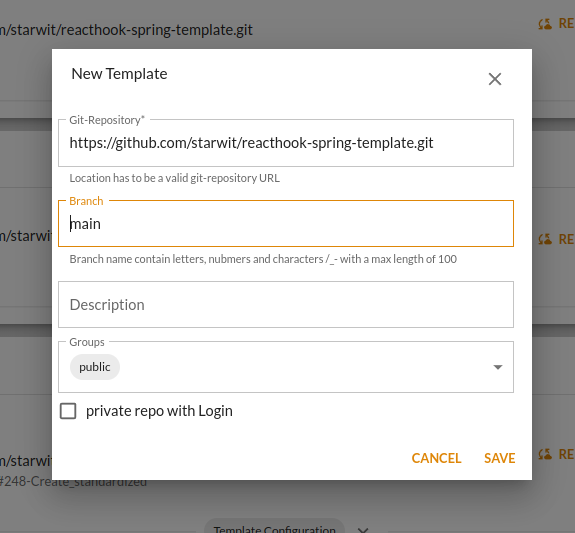 m/starwit/reacthook-spring-template.git
RE
New Template
Git-Repository*
https://github.com/starwit/reacthook-spring-template.git
Location has to be a valid git-repository URL
Branch
main
m/starwit
RE
Branch name contain letters, nubmers and characters /_- with a max length of 100
Description
Groups
public
private repo with Login
m/starwit
CANCEL
SAVE
RE
#248-Create_standardized
Template Configuration